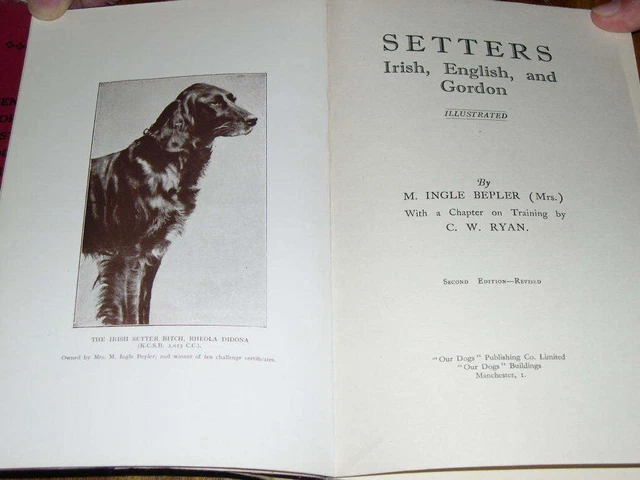 THE IRISH SETTER BITCH, RHEOLA DIDONA
Owned by Mrs. M. Ingle Bepler, and winner of ten challenge certificates.
SETTERS
Irish, English, and
Gordon
ILLUSTRATED
By
M. INGLE BEPLER (Mrs.)
With a Chapter on Training by
C. W. RYAN.
SECOND EDITION—REVISED
"Our Dogs" Publishing Co. Limited
"Our Dogs" Buildings
Manchester, 1.